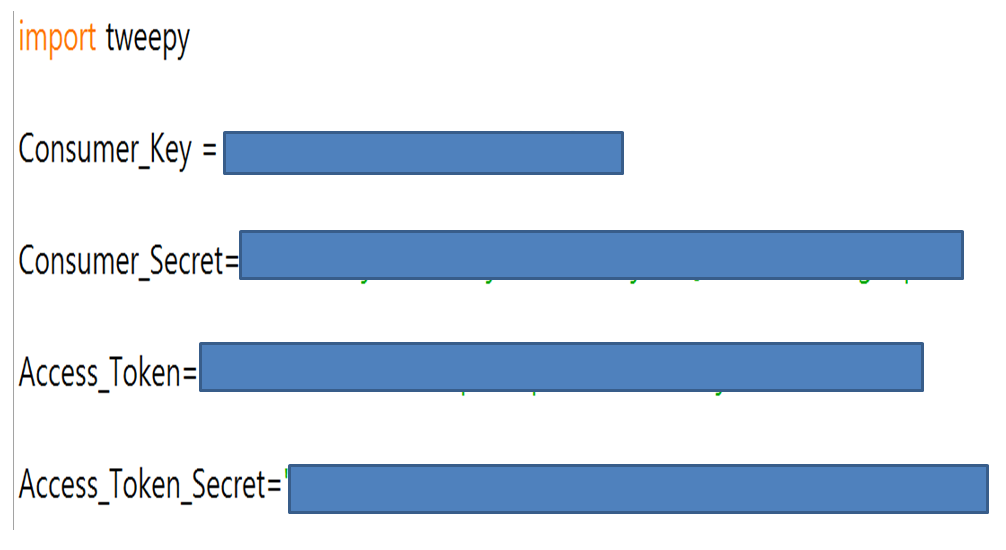 import tweepy
Consumer_Key =
Consumer_Secret=
Access_Token=
Access_Token_Secret='